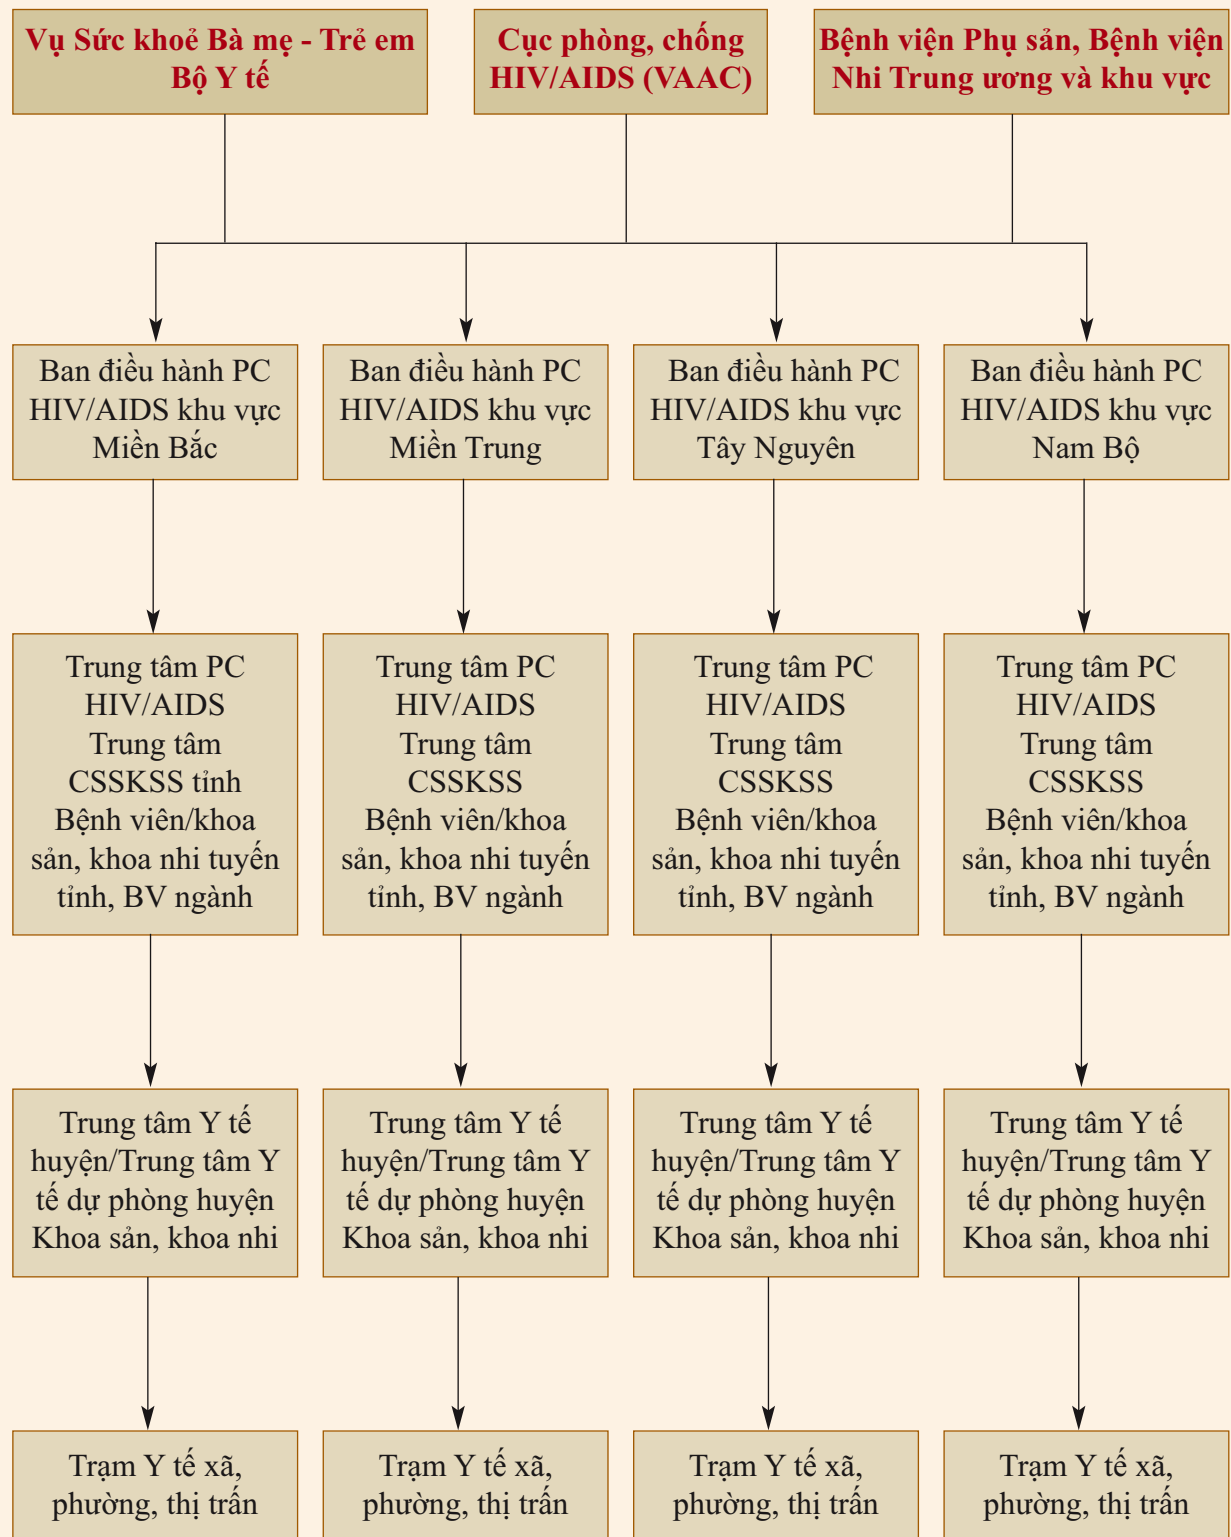 Vụ Sức khoẻ Bà mẹ - Trẻ em
Bộ Y tế
Cục phòng, chống
HIV/AIDS (VAAC)
Bệnh viện Phụ sản, Bệnh viện
Nhi Trung ương và khu vực
Ban điều hành PC
HIV/AIDS khu vực
Miền Bắc
Ban điều hành PC
HIV/AIDS khu vực
Miền Trung
Ban điều hành PC
HIV/AIDS khu vực
Tây Nguyên
Ban điều hành PC
HIV/AIDS khu vực
Nam Bộ
Trung tâm PC
HIV/AIDS
Trung tâm
CSSKSS tỉnh
Bệnh viên/khoa
sản, khoa nhi tuyến
tỉnh, BV ngành
Trung tâm PC
HIV/AIDS
Trung tâm
CSSKSS
Bệnh viên/khoa
sản, khoa nhi tuyến
tỉnh, BV ngành
Trung tâm PC
HIV/AIDS
Trung tâm
CSSKSS
Bệnh viên/khoa
sản, khoa nhi tuyến
tỉnh, BV ngành
Trung tâm PC
HIV/AIDS
Trung tâm
CSSKSS
Bệnh viên/khoa
sản, khoa nhi tuyến
tỉnh, BV ngành
Trung tâm Y tế
huyện/Trung tâm Y
tế dự phòng huyện
Khoa sản, khoa nhi
Trung tâm Y tế
huyện/Trung tâm Y
tế dự phòng huyện
Khoa sản, khoa nhi
Trung tâm Y tế
huyện/Trung tâm Y
tế dự phòng huyện
Khoa sản, khoa nhi
Trung tâm Y tế
huyện/Trung tâm Y
tế dự phòng huyện
Khoa sản, khoa nhi
Trạm Y tế xã,
phường, thị trấn
Trạm Y tế xã,
phường, thị trấn
Trạm Y tế xã,
phường, thị trấn
Trạm Y tế xã,
phường, thị trấn